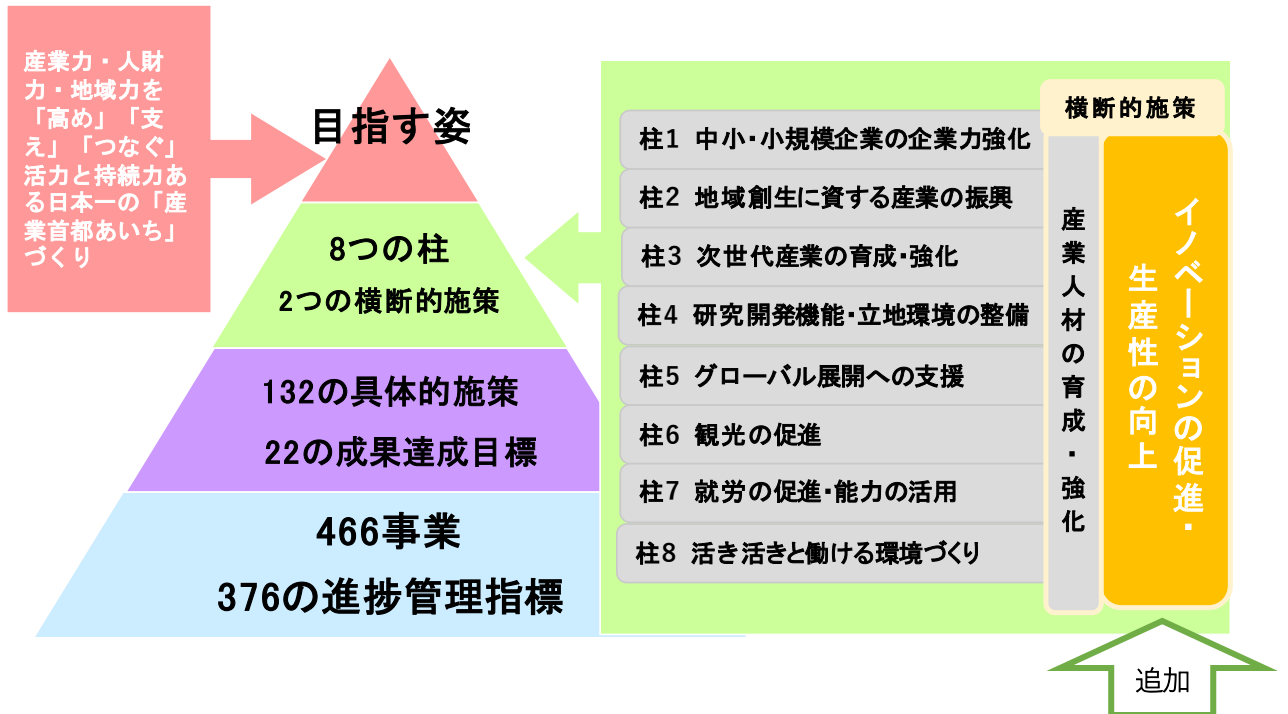 産業力・人財
力・地域力を
「高め」「支
え」「つなぐ」
活力と持続力あ
る日本一の「産
業首都あいち」
づくり
目指す姿
8つの柱
2つの横断的施策
132の具体的施策
22の成果達成目標
466事業
376の進捗管理指標
柱1 中小・小規模企業の企業力強化
柱2 地域創生に資する産業の振興
柱3 次世代産業の育成・強化
柱4 研究開発機能・立地環境の整備
柱5 グローバル展開への支援
柱6 観光の促進
柱7 就労の促進・能力の活用
柱8 活き活きと働ける環境づくり
横断的施策
産業人材の育成・強化
イノベーションの促進・
生産性の向上
追加